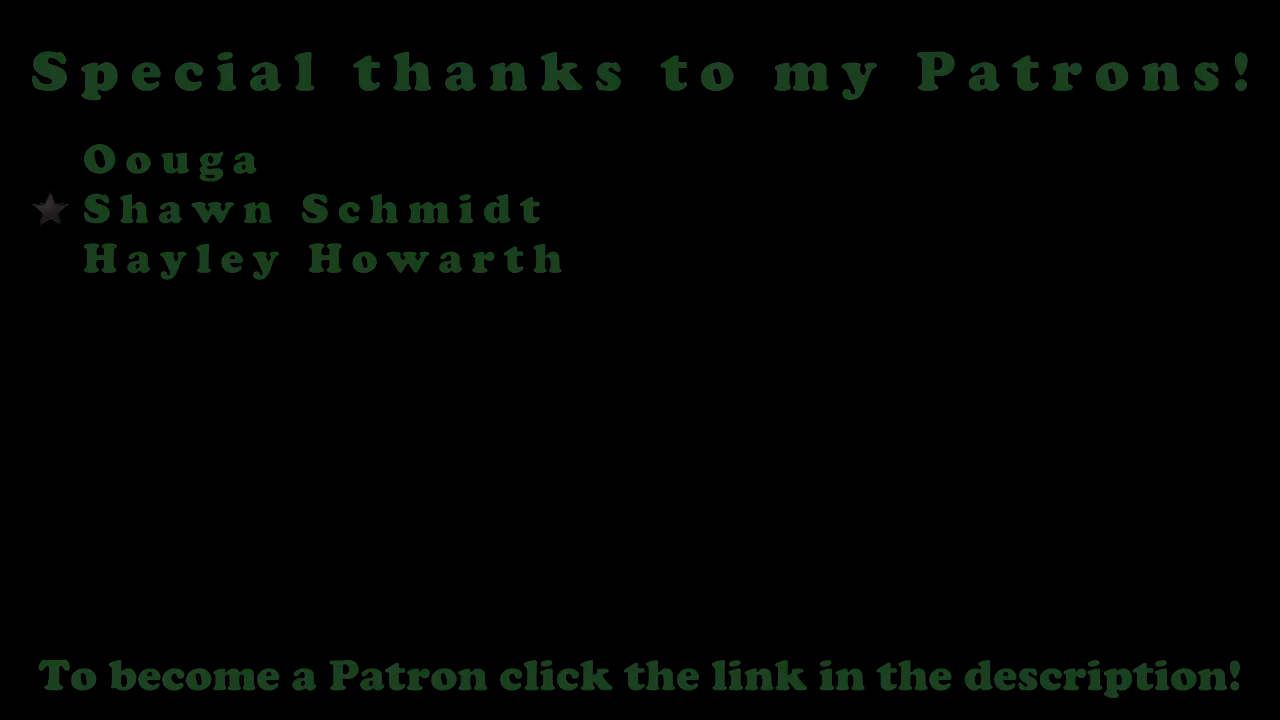 Special thanks to my Patrons!
Oouga
Shawn Schmidt
Hayley Howarth
To become a Patron click the link in the description!